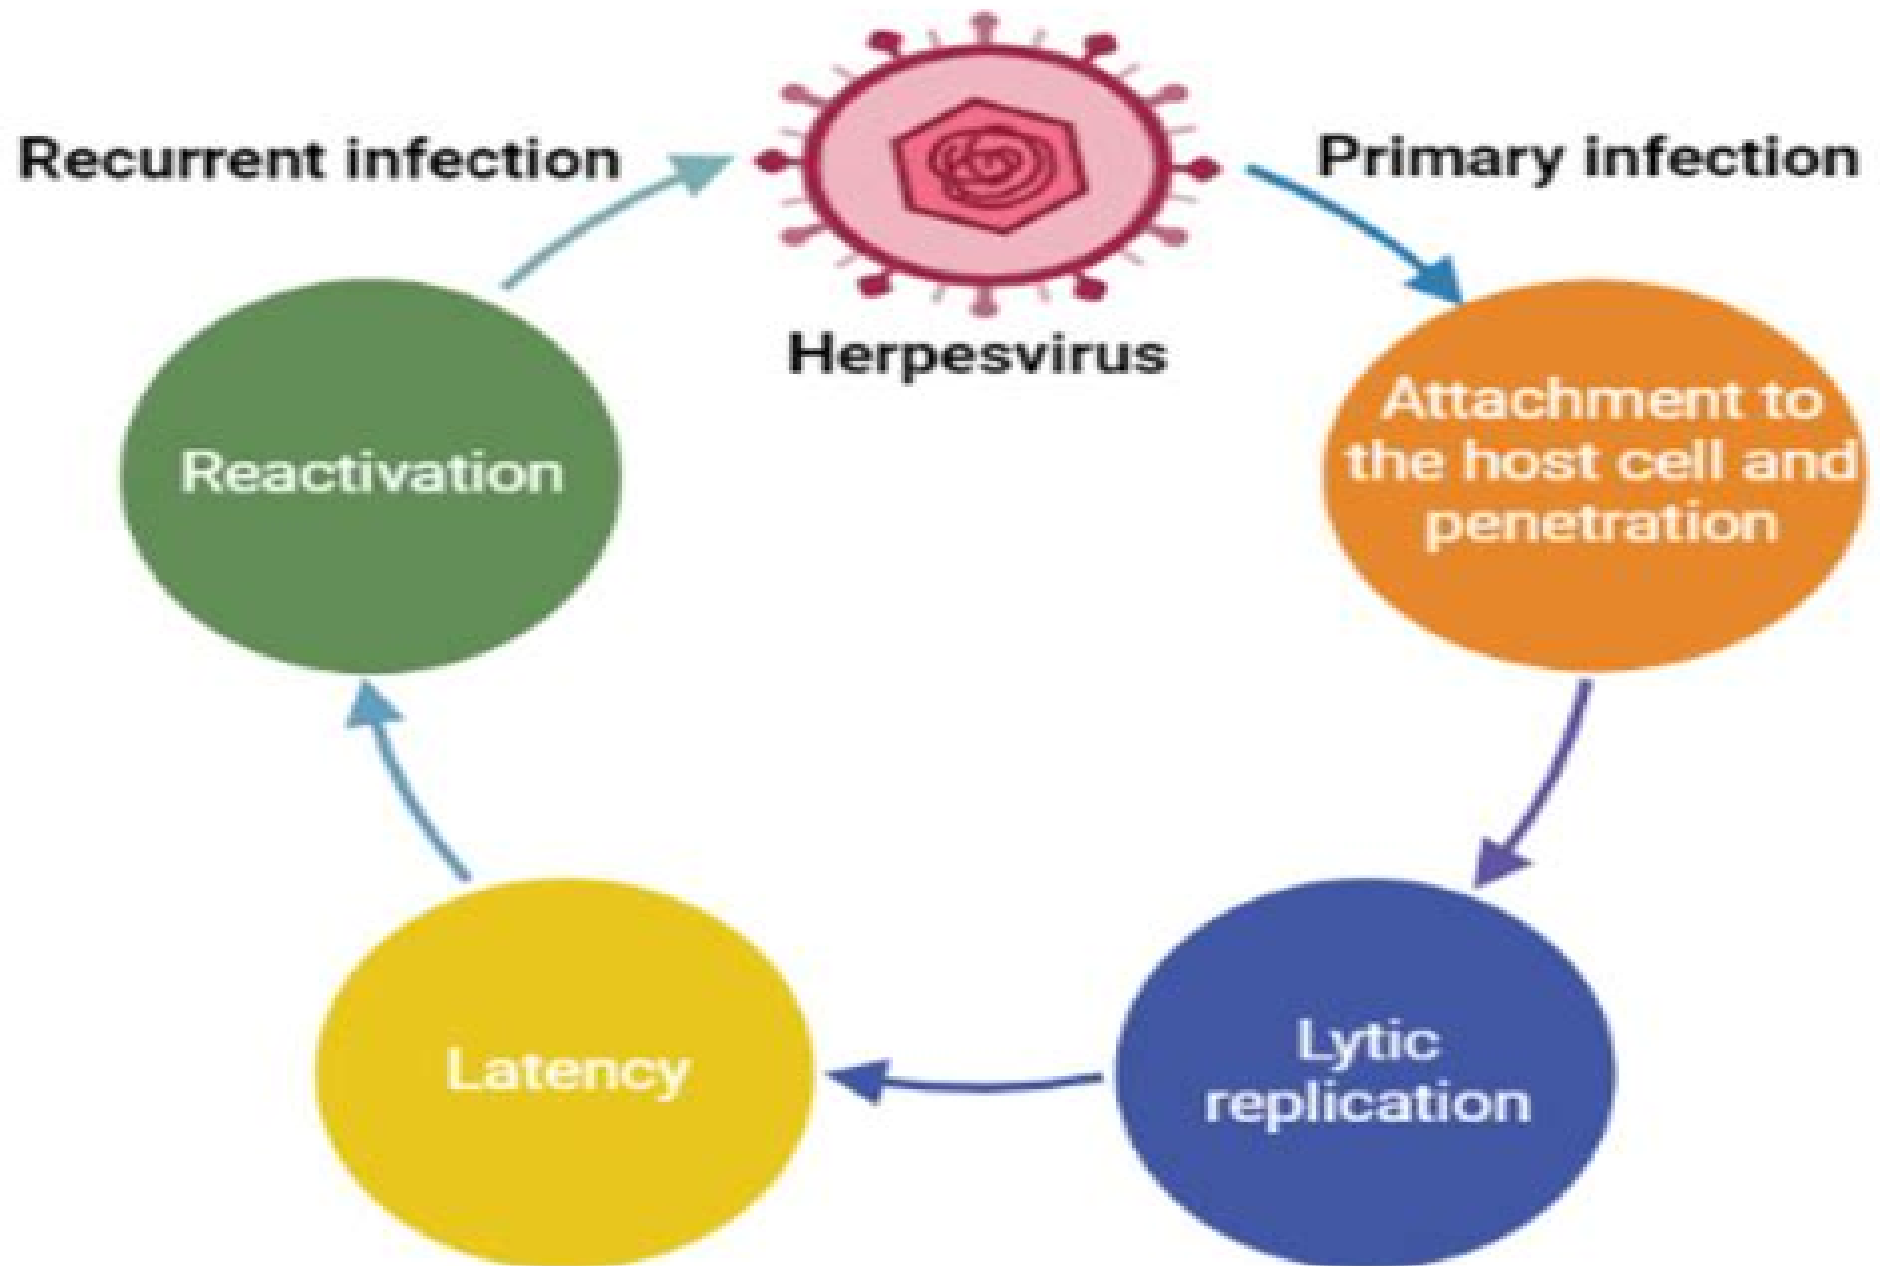 Recurrent infection
Primary infection
Herpesvirus
Attachment to
the host cell and
penetration
Reactivation
Lytic
replication
Latency